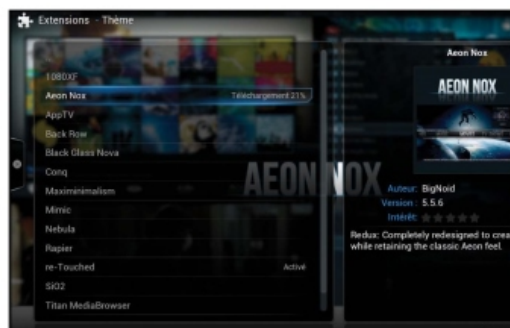 Extensions - Thème
1080XF
Aeon Nox
Téléchargement 21%
AppTV
Back Row
Black Glass Nova
Conq
Maximinimalism
Mimic
Nebula
Rapier
re-Touched
Activé
SiO2
Titan MediaBrowser
AEON NOX
Aeon Nox
AEON NOX
Auteur: BigNoid
Version : 5.5.6
Intérêt:
Redux: Completely redesigned to crea
while retaining the classic Aeon feel.